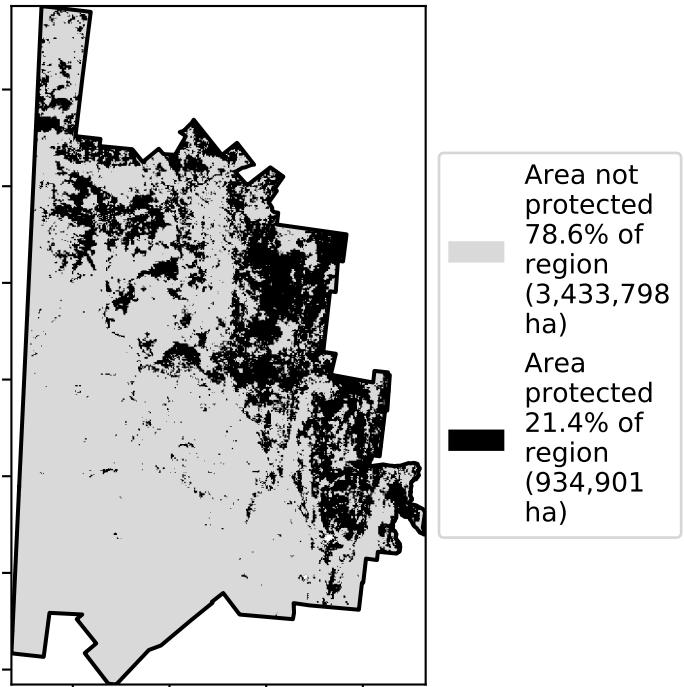 Area not
protected
78.6% of
region
(3,433,798
ha)
Area
protected
21.4% of
region
(934,901
ha)